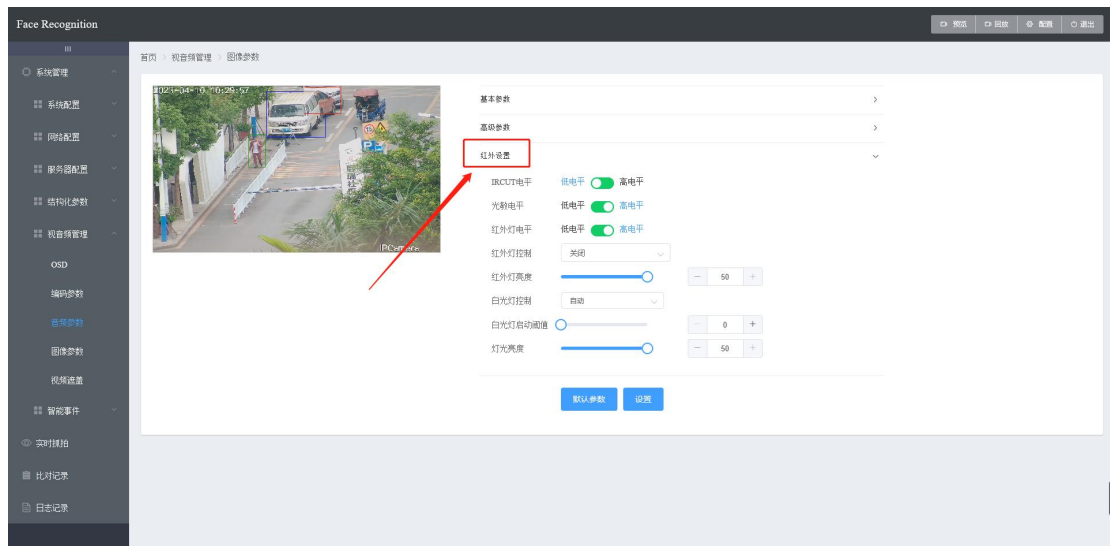 Face Recognition
预览 回放 配置 退出
首页 > 视音频管理 > 图像参数
系统管理
系统配置
网络配置
服务器配置
结构化参数
视音频管理
OSD
编码参数
音频参数
图像参数
视频遮盖
智能事件
实时抓拍
比对记录
日志记录
2023-04-10 10:29:57
IPCamera
基本参数
高级参数
红外设置
IRCUT电平 低电平 高电平
光敏电平 低电平 高电平
红外灯电平 低电平 高电平
红外灯控制 关闭
红外灯亮度 - 50 +
白光灯控制 自动
白光灯启动阈值 - 0 +
灯光亮度 - 50 +
默认参数 设置